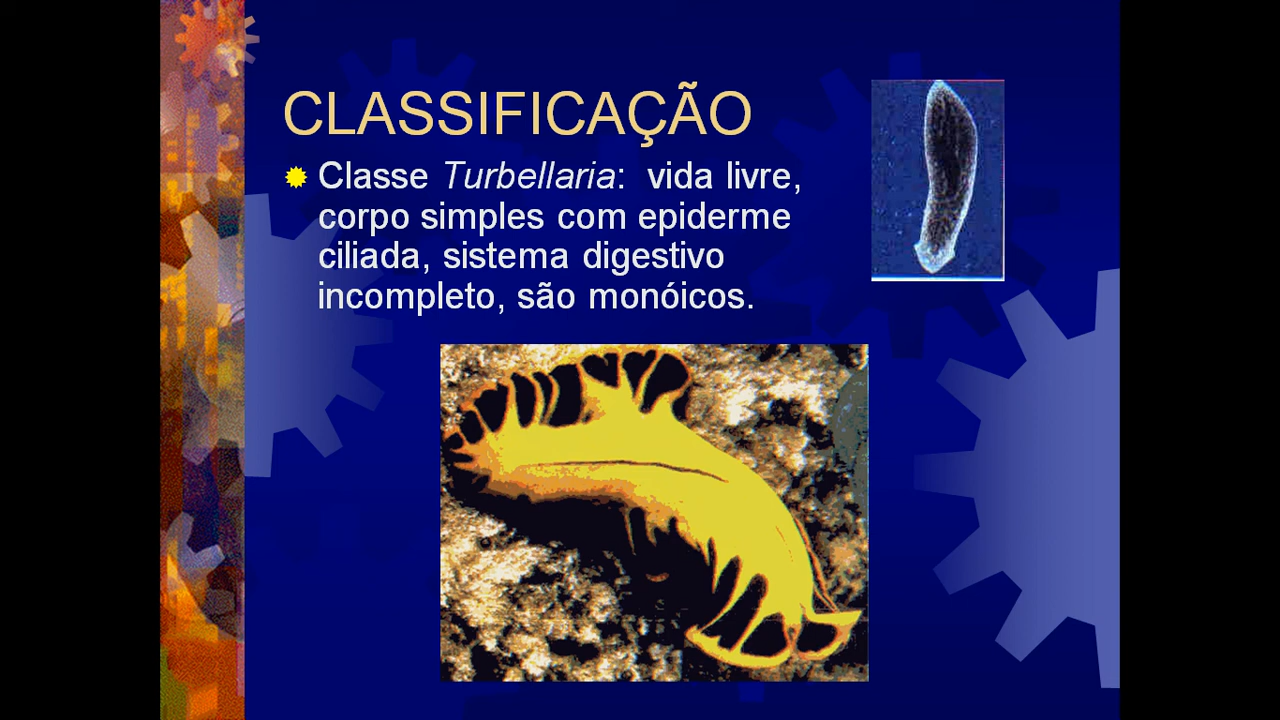 CLASSIFICAÇÃO
Classe Turbellaria: vida livre,
corpo simples com epiderme
ciliada, sistema digestivo
incompleto, são monóicos.